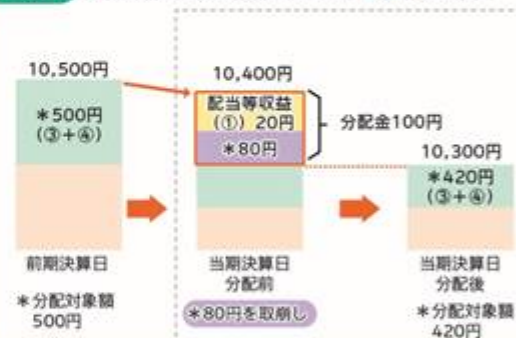 10,500円
*500円
(③+④)
前期決算日
*分配対象額
500円
10,400円
配当等収益
(①) 20円
*80円
分配金100円
当期決算日
分配前
*80円を取崩し
10,300円
*420円
(③+④)
当期決算日
分配後
*分配対象額
420円